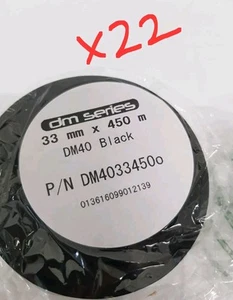 x22
dm series
33 mm x 450 m
DM40 Black
P/N DM4033450o
013616099012139